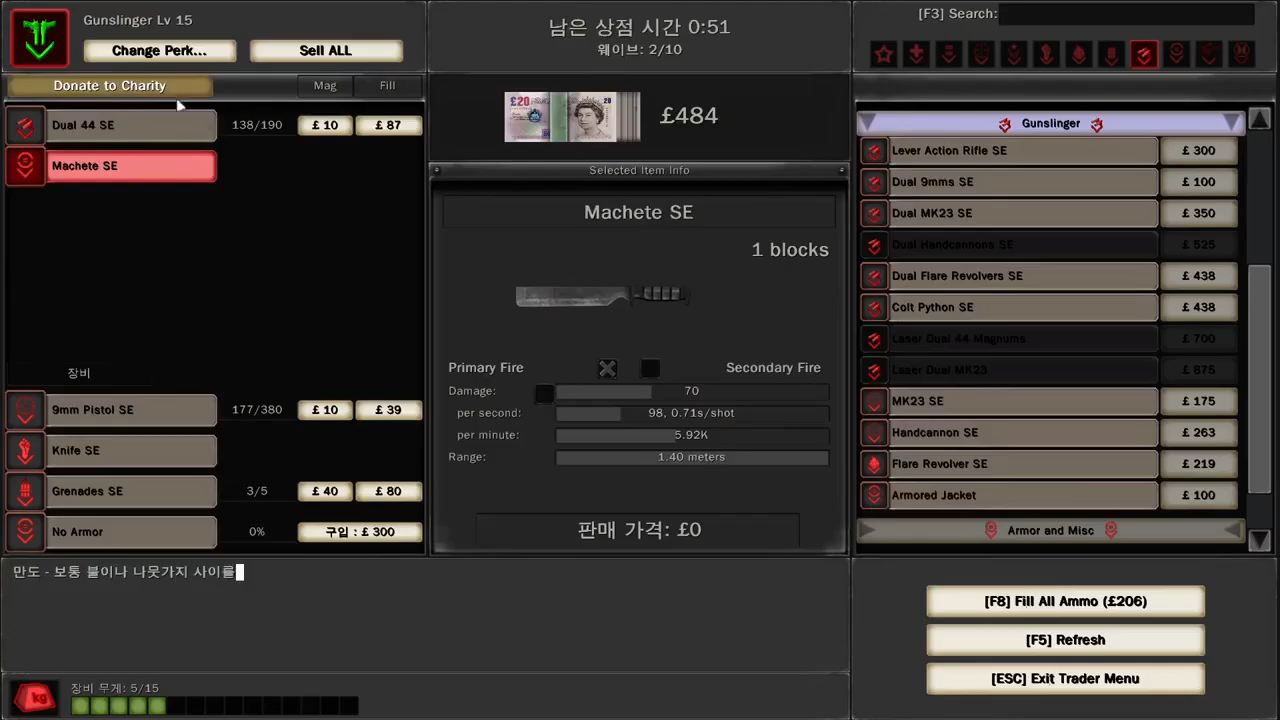 Gunslinger Lv 15
Change Perk...
Sell ALL
Donate to Charity
Mag
Fill
Dual 44 SE 138/190 £ 10 £ 87
Machete SE
장비
9mm Pistol SE 177/380 £ 10 £ 39
Knife SE
Grenades SE 3/5 £ 40 £ 80
No Armor 0% 구입 : £ 300
남은 상점 시간 0:51
웨이브: 2/10
£484
Selected Item Info
Machete SE
1 blocks
Primary Fire
Secondary Fire
Damage: 70
per second: 98, 0.71s/shot
per minute: 5.92K
Range: 1.40 meters
판매 가격: £0
[F3] Search:
Gunslinger
Lever Action Rifle SE £ 300
Dual 9mms SE £ 100
Dual MK23 SE £ 350
Dual Handcannons SE £ 525
Dual Flare Revolvers SE £ 438
Colt Python SE £ 438
Laser Dual 44 Magnums £ 700
Laser Dual MK23 £ 875
MK23 SE £ 175
Handcannon SE £ 263
Flare Revolver SE £ 219
Armored Jacket £ 100
Armor and Misc
만도 - 보통 불이나 나뭇가지 사이를
장비 무게: 5/15
kg
[F8] Fill All Ammo (£206)
[F5] Refresh
[ESC] Exit Trader Menu